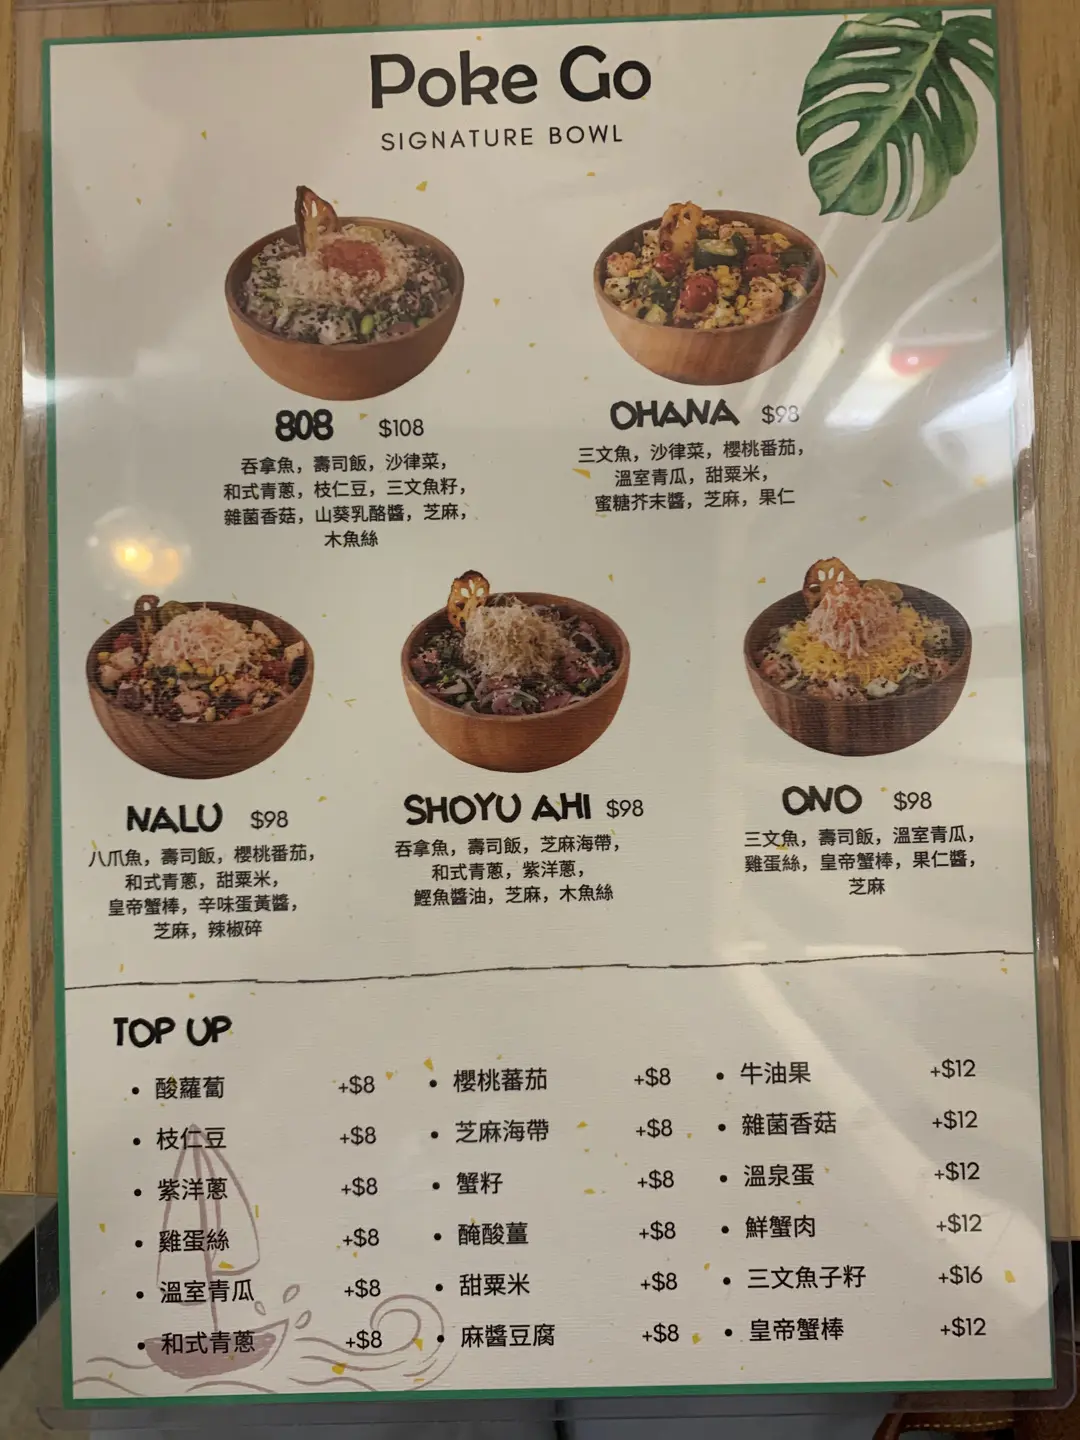 Poke Go
SIGNATURE BOWL
808 $108
吞拿魚，壽司飯，沙律菜，
和式青蔥，枝仁豆，三文魚籽，
雜菌香菇，山葵乳酪醬，芝麻，
木魚絲
OHANA $98
三文魚，沙律菜，櫻桃番茄，
溫室青瓜，甜粟米，
蜜糖芥末醬，芝麻，果仁
NALU $98
八爪魚，壽司飯，櫻桃番茄，
和式青蔥，甜粟米，
皇帝蟹棒，辛味蛋黃醬，
芝麻，辣椒碎
SHOYU AHI $98
吞拿魚，壽司飯，芝麻海帶，
和式青蔥，紫洋蔥，
鰹魚醬油，芝麻，木魚絲
ONO $98
三文魚，壽司飯，溫室青瓜，
雞蛋絲，皇帝蟹棒，果仁醬，
芝麻
TOP UP
• 酸蘿蔔 +$8
• 枝仁豆 +$8
• 紫洋蔥 +$8
• 雞蛋絲 +$8
• 溫室青瓜 +$8
• 和式青蔥 +$8
• 櫻桃蕃茄 +$8
• 芝麻海帶 +$8
• 蟹籽 +$8
• 醃酸薑 +$8
• 甜粟米 +$8
• 麻醬豆腐 +$8
• 牛油果 +$12
• 雜菌香菇 +$12
• 溫泉蛋 +$12
• 鮮蟹肉 +$12
• 三文魚子籽 +$16
• 皇帝蟹棒 +$12